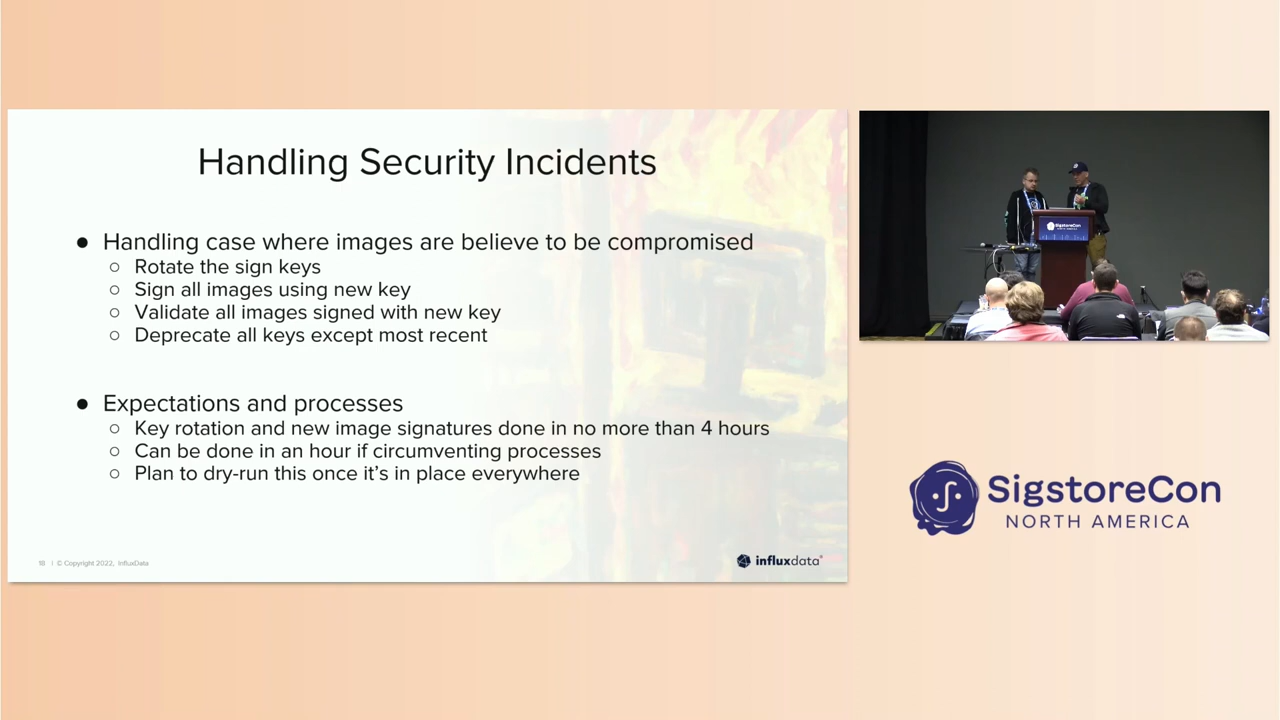 Handling Security Incidents
● Handling case where images are believe to be compromised
○ Rotate the sign keys
○ Sign all images using new key
○ Validate all images signed with new key
○ Deprecate all keys except most recent
● Expectations and processes
○ Key rotation and new image signatures done in no more than 4 hours
○ Can be done in an hour if circumventing processes
○ Plan to dry-run this once it’s in place everywhere
18 | © Copyright 2022, InfluxData
influxdata
SigstoreCon
SigstoreCon
NORTH AMERICA